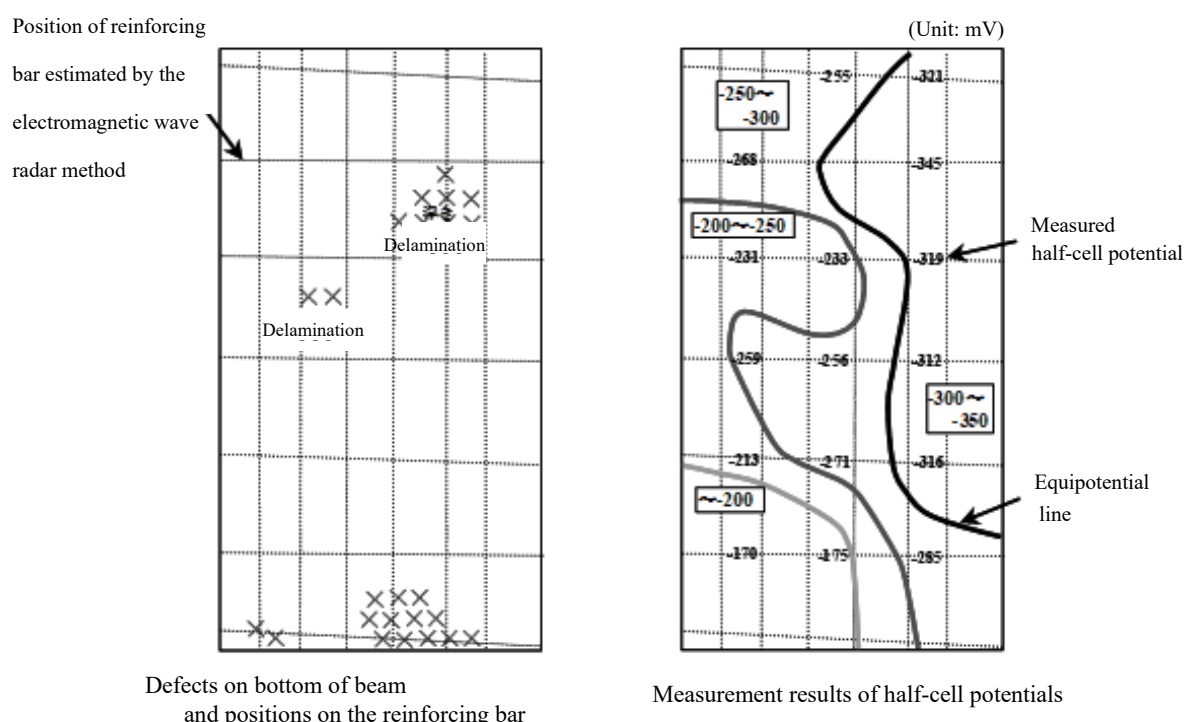 Position of reinforcing
bar estimated by the
electromagnetic wave
radar method
Delamination
Delamination
Defects on bottom of beam
and positions on the reinforcing bar
(Unit: mV)
-255
-321
-250～
-300
-268
-345
-200～-250
-231
-233
-319
Measured
half-cell potential
-259
-256
-312
-300～
-350
-213
-271
-316
～-200
Equipotential
line
-170
-175
-285
Measurement results of half-cell potentials